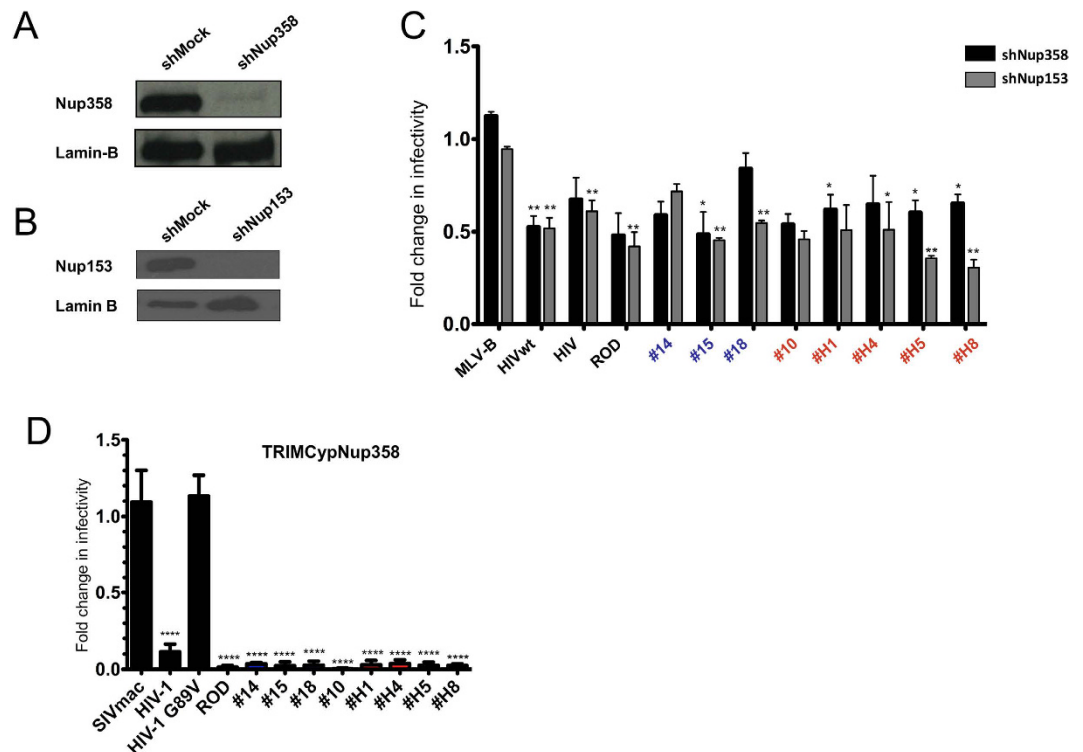 A
shMock
shNup358
Nup358
Lamin-B
B
shMock
shNup153
Nup153
Lamin B
C
1.5
1.0
0.5
0.0
Fold change in infectivity
shNup358
shNup153
** **
**
**
* **
**
*
*
* **
* **
MLV-B
HIVwt
HIV
ROD
#14
#15
#18
#10
#H1
#H4
#H5
#H8
D
TRIMCypNup358
1.5
1.0
0.5
0.0
Fold change in infectivity
****
****
****
****
****
****
****
****
****
****
SIVmac
HIV-1
HIV-1 G89V
ROD
#14
#15
#18
#10
#H1
#H4
#H5
#H8